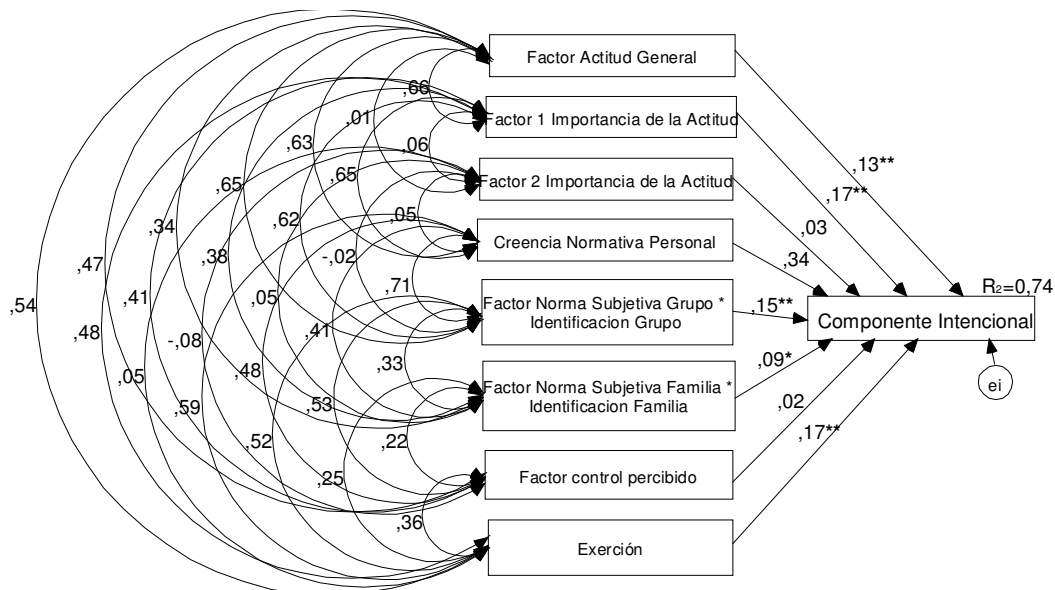 Factor Actitud General
,66
Factor 1 Importancia de la Actitud
,01
,06
,63
,13**
Factor 2 Importancia de la Actitud
,65
,65
,17**
,05
,34
,62
Creencia Normativa Personal
,03
,38
-,02
,34
,47
,71
Factor Norma Subjetiva Grupo *
Identificacion Grupo
,15**
R2=0,74
,54
,41
,05
Componente Intencional
,48
-,08
,41
,33
,09*
Factor Norma Subjetiva Familia *
Identificacion Familia
ei
,05
,48
,59
,53
,02
,52
,22
,17**
,25
Factor control percibido
,36
Exerción